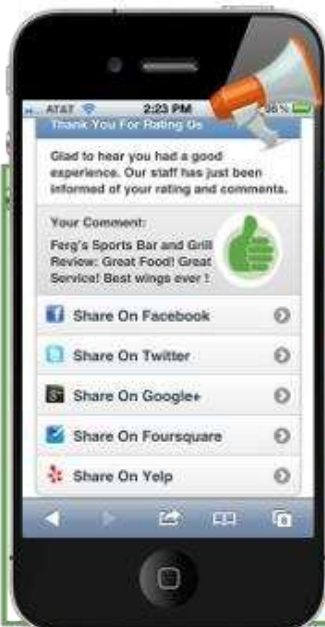 AT&T 2:23 PM
Thank You For Rating Us
Glad to hear you had a good
experience. Our staff has just been
informed of your rating and comments.
Your Comment:
Ferg's Sports Bar and Grill
Review: Great Food! Great
Service! Best wings ever !
Share On Facebook
Share On Twitter
Share On Google+
Share On Foursquare
Share On Yelp